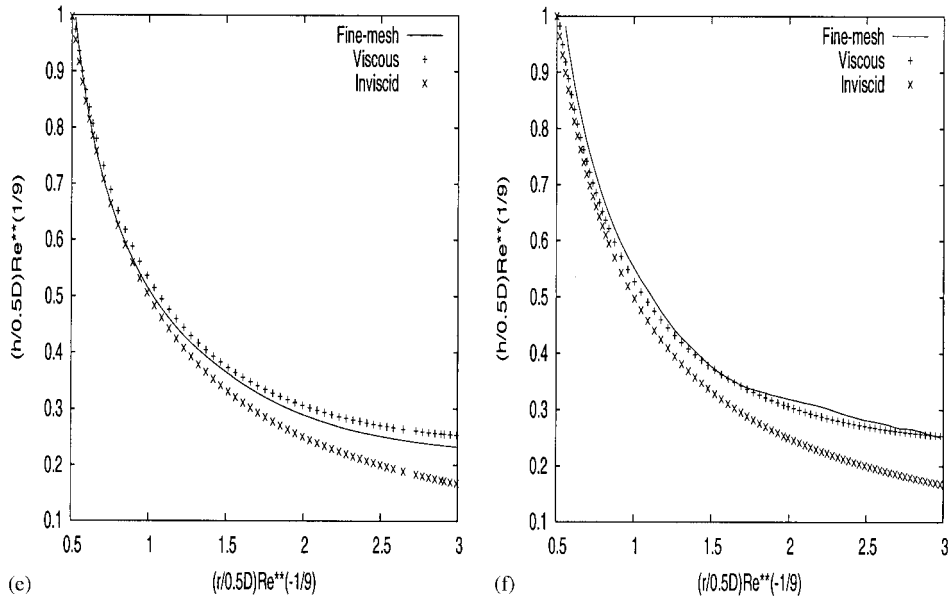 Fine-mesh
Viscous
Inviscid
1
0.9
0.8
0.7
0.6
0.5
0.4
0.3
0.2
0.1
(h/0.5D)Re**(1/9)
0.5
1
1.5
2
2.5
3
(r/0.5D)Re**(-1/9)
(e)
Fine-mesh
Viscous
Inviscid
1
0.9
0.8
0.7
0.6
0.5
0.4
0.3
0.2
0.1
(h/0.5D)Re**(1/9)
0.5
1
1.5
2
2.5
3
(r/0.5D)Re**(-1/9)
(f)